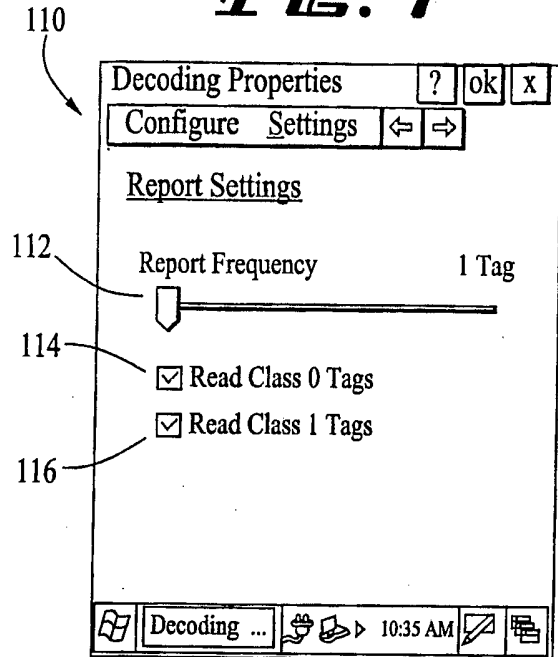 110
Decoding Properties ? ok x
Configure Settings
Report Settings
112
Report Frequency 1 Tag
114
Read Class 0 Tags
Read Class 1 Tags
116
Decoding ... 10:35 AM